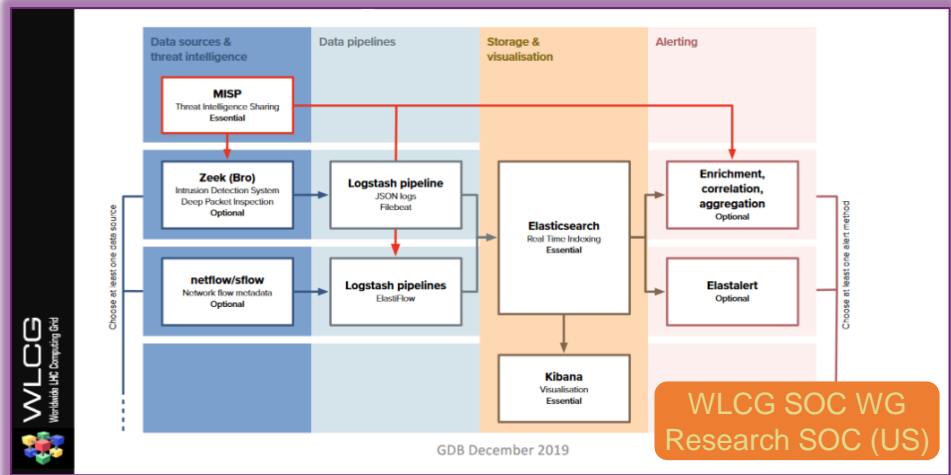 Data sources &
threat intelligence
Data pipelines
Storage &
visualisation
Alerting
MISP
Threat Intelligence Sharing
Essential
Zeek (Bro)
Intrusion Detection System
Deep Packet Inspection
Optional
Logstash pipeline
JSON logs
Filebeat
Elasticsearch
Real Time Indexing
Essential
Enrichment,
correlation,
aggregation
Optional
netflow/sflow
Network flow metadata
Optional
Logstash pipelines
ElastiFlow
Elastalert
Optional
Kibana
Visualisation
Essential
Choose at least one data source
Choose at least one alert method
WLCG
Worldwide LHC Computing Grid
GDB December 2019
WLCG SOC WG
Research SOC (US)